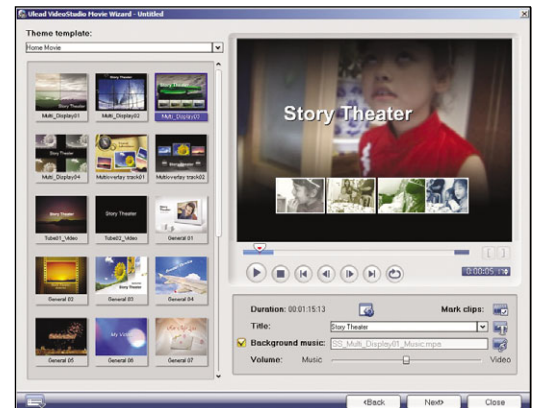 Ulead VideoStudio Movie Wizard - Untitled
Theme template:
Home Movie
Story Theater
Multi_Display01
Multi_Display02
Multi_Display03
Multi_Display04
Multioverlay track01
Multioverlay track02
Story Theater
Story Theater
Tube01_Video
Tube02_Video
General 01
General 02
General 03
General 04
My Video
General 05
General 06
General 07
Story Theater
0:00:05
Duration: 00:01:15:13
Mark clips:
Title:
Story Theater
Background music:
SS_Multi_Display01_Music.mpa
Volume:
Music
Video
<Back
Next>
Close